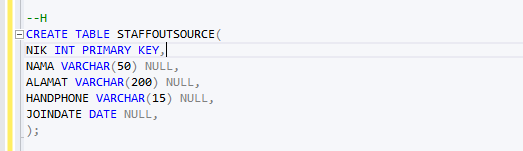 --H
CREATE TABLE STAFFOUTSOURCE(
NIK INT PRIMARY KEY,
NAMA VARCHAR(50) NULL,
ALAMAT VARCHAR(200) NULL,
HANDPHONE VARCHAR(15) NULL,
JOINDATE DATE NULL,
);